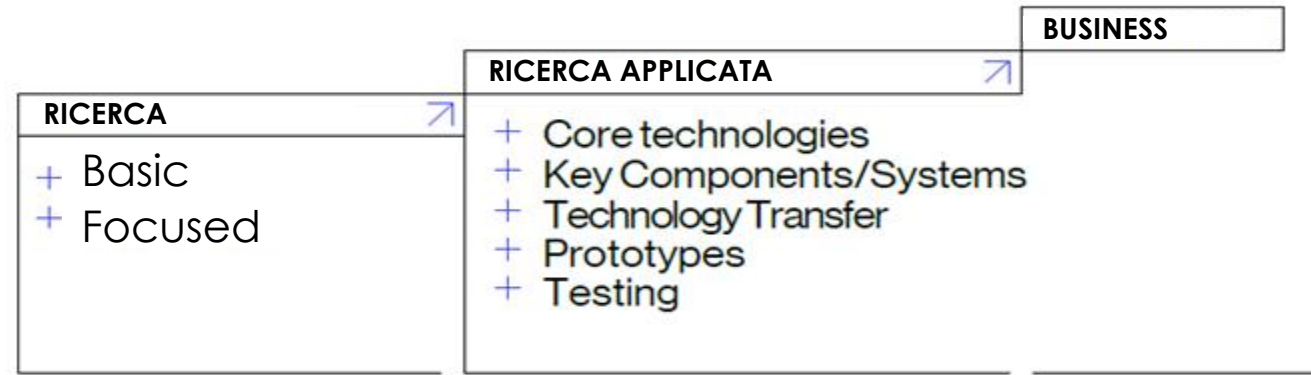 RICERCA
+ Basic
+ Focused
RICERCA APPLICATA
+ Core technologies
+ Key Components/Systems
+ Technology Transfer
+ Prototypes
+ Testing
BUSINESS